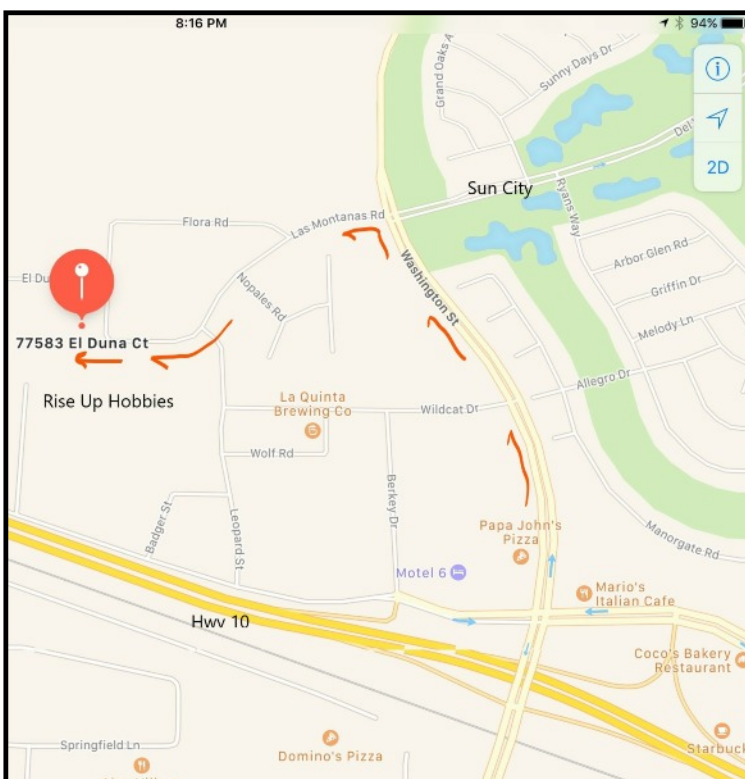 8:16 PM
94%
Grand Oaks A
Sunny Days Dr
2D
Del
Sun City
Ryans Way
Flora Rd
Las Montanas Rd
Arbor Glen Rd
El Du
Nopales Rd
Washington St
Griffin Dr
77583 El Duna Ct
Melody Ln
Allegro Dr
Rise Up Hobbies
La Quinta
Brewing Co
Wildcat Dr
Wolf Rd
Badger St
Leopard St
Berkey Dr
Papa John's
Pizza
Manorgate Rd
Motel 6
Mario's
Italian Cafe
Hwy 10
Coco's Bakery
Restaurant
Springfield Ln
Domino's Pizza
Starbuck